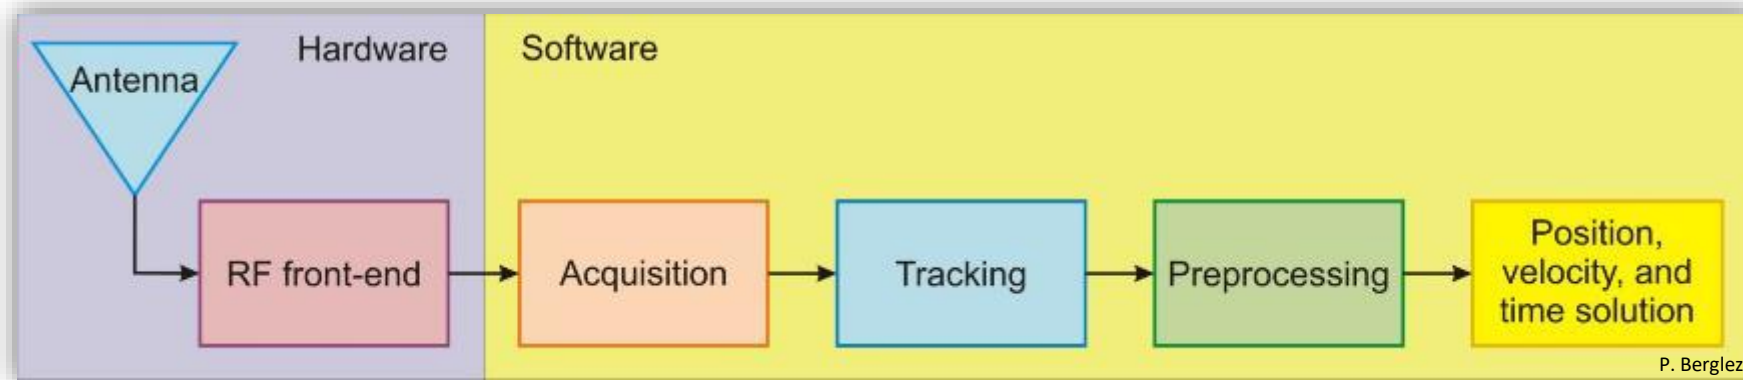 Hardware
Software
Antenna
RF front-end
Acquisition
Tracking
Preprocessing
Position,
velocity, and
time solution
P. Berglez